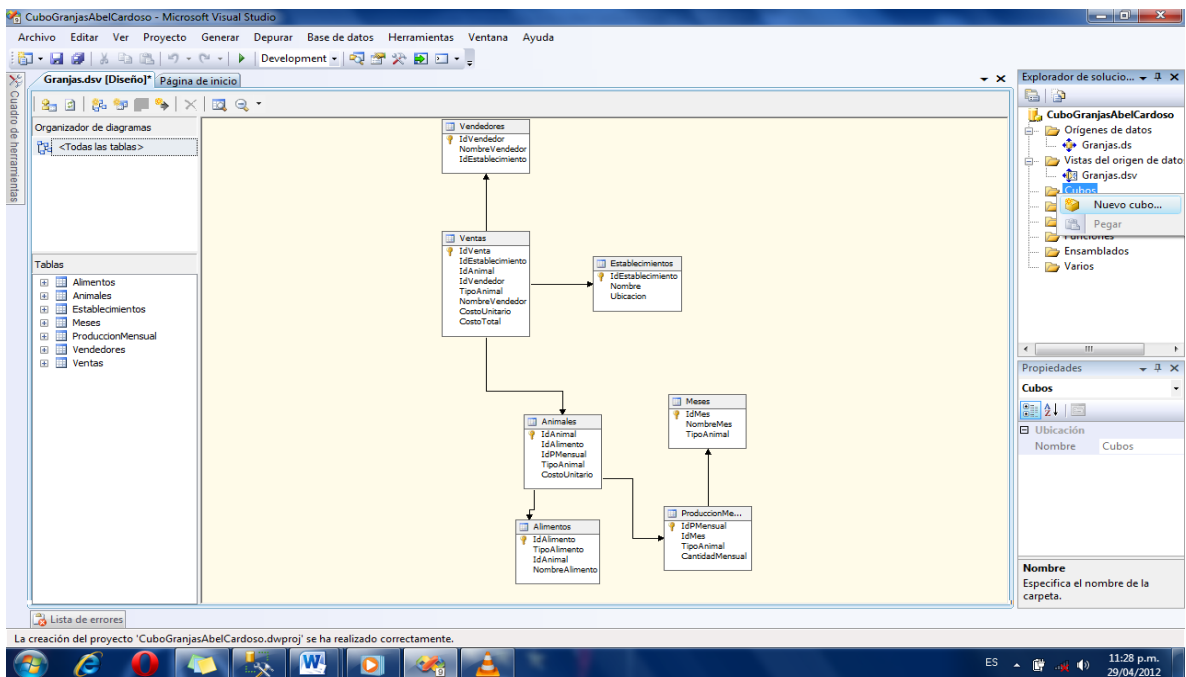 CuboGranjasAbelCardoso - Microsoft Visual Studio
Archivo Editar Ver Proyecto Generar Depurar Base de datos Herramientas Ventana Ayuda
Development
Cuadro de herramientas
Granjas.dsv [Diseño]* Página de inicio
Organizador de diagramas
<Todas las tablas>
Tablas
Alimentos
Animales
Establecimientos
Meses
ProduccionMensual
Vendedores
Ventas
Vendedores
IdVendedor
NombreVendedor
IdEstablecimiento
Ventas
IdVenta
IdEstablecimiento
IdAnimal
IdVendedor
TipoAnimal
NombreVendedor
CostoUnitario
CostoTotal
Establecimientos
IdEstablecimiento
Nombre
Ubicacion
Animales
IdAnimal
IdAlimento
IdPMensual
TipoAnimal
CostoUnitario
Meses
IdMes
NombreMes
TipoAnimal
Alimentos
IdAlimento
TipoAlimento
IdAnimal
NombreAlimento
ProduccionMe...
IdPMensual
IdMes
TipoAnimal
CantidadMensual
Explorador de solucio...
CuboGranjasAbelCardoso
Orígenes de datos
Granjas.ds
Vistas del origen de dato
Granjas.dsv
Cubos
Nuevo cubo...
Pegar
Funciones
Ensamblados
Varios
Propiedades
Cubos
Ubicación
Nombre Cubos
Nombre
Especifica el nombre de la
carpeta.
Lista de errores
La creación del proyecto 'CuboGranjasAbelCardoso.dwproj' se ha realizado correctamente.
ES
11:28 p.m.
29/04/2012